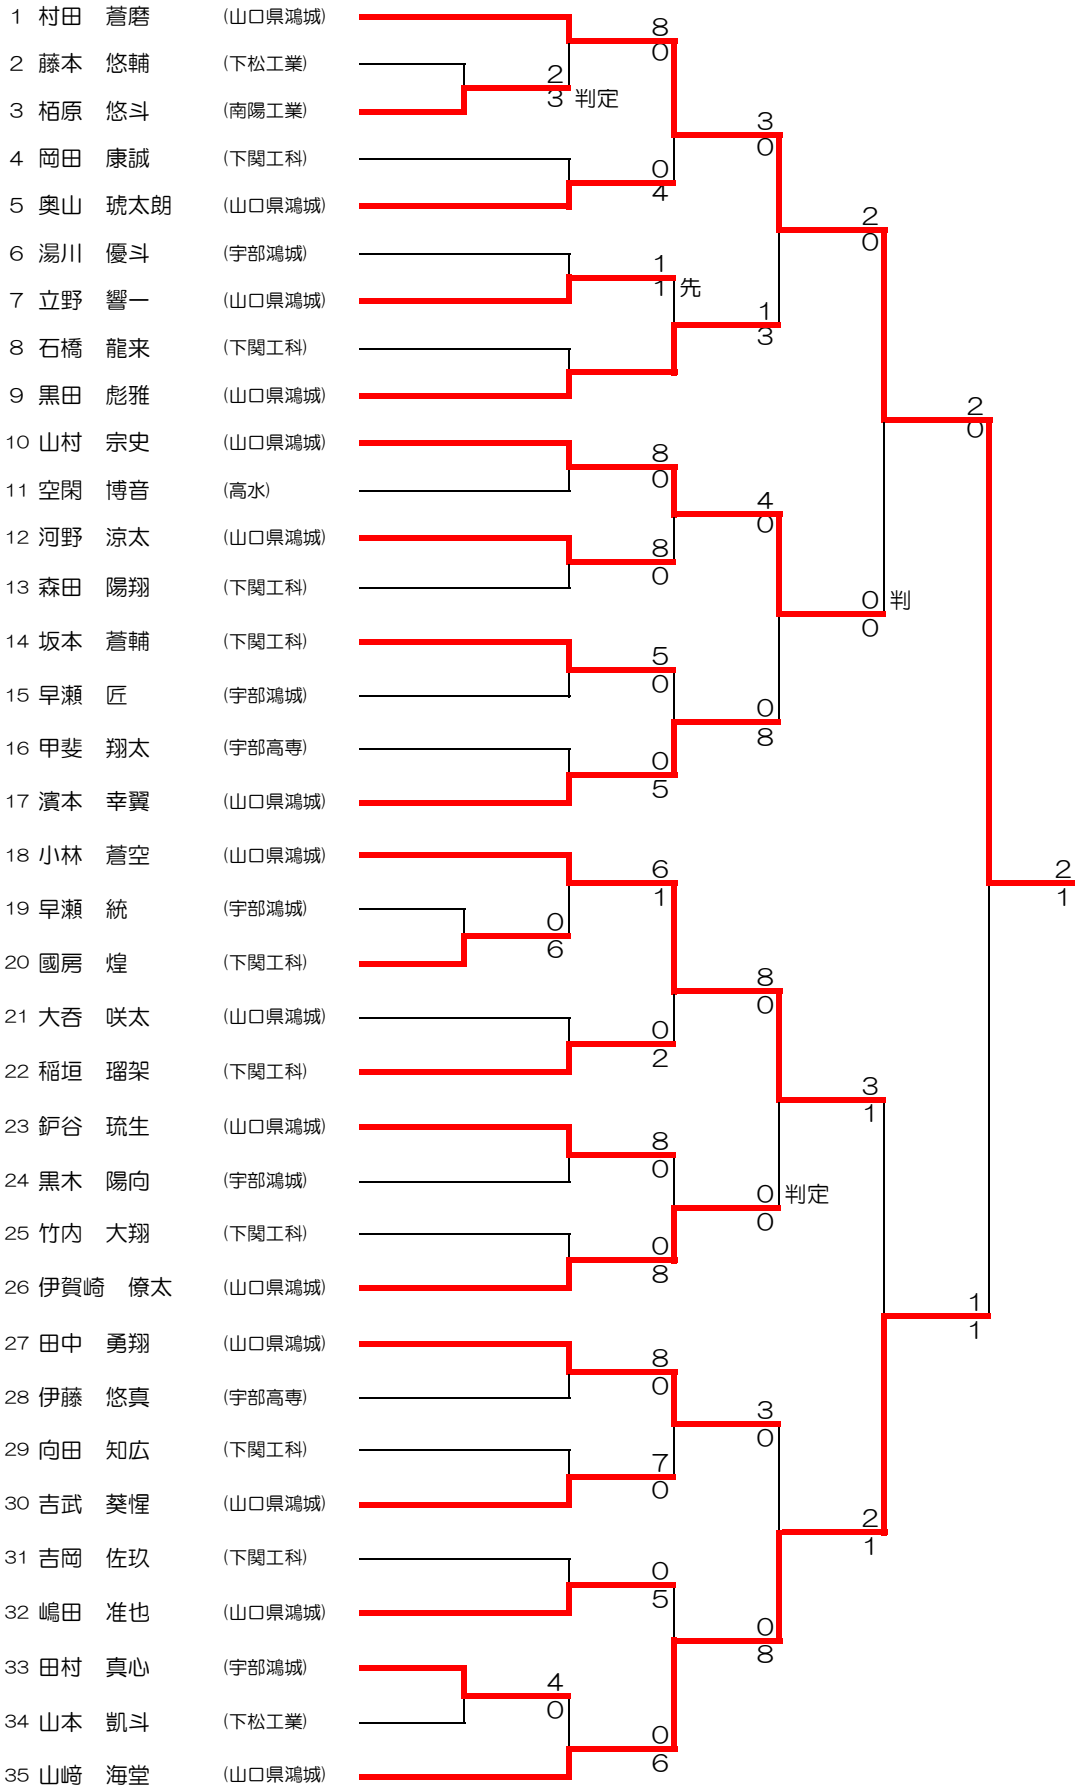 1 村田 蒼磨 (山口県鴻城)
2 藤本 悠輔 (下松工業)
3 栢原 悠斗 (南陽工業)
4 岡田 康誠 (下関工科)
5 奥山 琥太朗 (山口県鴻城)
6 湯川 優斗 (宇部鴻城)
7 立野 響一 (山口県鴻城)
8 石橋 龍来 (下関工科)
9 黒田 彪雅 (山口県鴻城)
10 山村 宗史 (山口県鴻城)
11 空閑 博音 (高水)
12 河野 涼太 (山口県鴻城)
13 森田 陽翔 (下関工科)
14 坂本 蒼輔 (下関工科)
15 早瀬 匠 (宇部鴻城)
16 甲斐 翔太 (宇部高専)
17 濱本 幸翼 (山口県鴻城)
18 小林 蒼空 (山口県鴻城)
19 早瀬 統 (宇部鴻城)
20 國房 煌 (下関工科)
21 大呑 咲太 (山口県鴻城)
22 稲垣 瑠架 (下関工科)
23 鈩谷 琉生 (山口県鴻城)
24 黒木 陽向 (宇部鴻城)
25 竹内 大翔 (下関工科)
26 伊賀崎 僚太 (山口県鴻城)
27 田中 勇翔 (山口県鴻城)
28 伊藤 悠真 (宇部高専)
29 向田 知広 (下関工科)
30 吉武 葵惺 (山口県鴻城)
31 吉岡 佐玖 (下関工科)
32 嶋田 准也 (山口県鴻城)
33 田村 真心 (宇部鴻城)
34 山本 凱斗 (下松工業)
35 山﨑 海堂 (山口県鴻城)
2
3 判定
0
6
4
0
8
0
0
4
1
1 先
8
0
8
0
5
0
0
5
6
1
0
2
8
0
0
8
8
0
7
0
0
5
0
6
3
0
1
3
4
0
0
8
8
0
0 判定
0
3
0
0
8
2
0
0 判
0
3
1
2
1
2
0
1
1
2
1